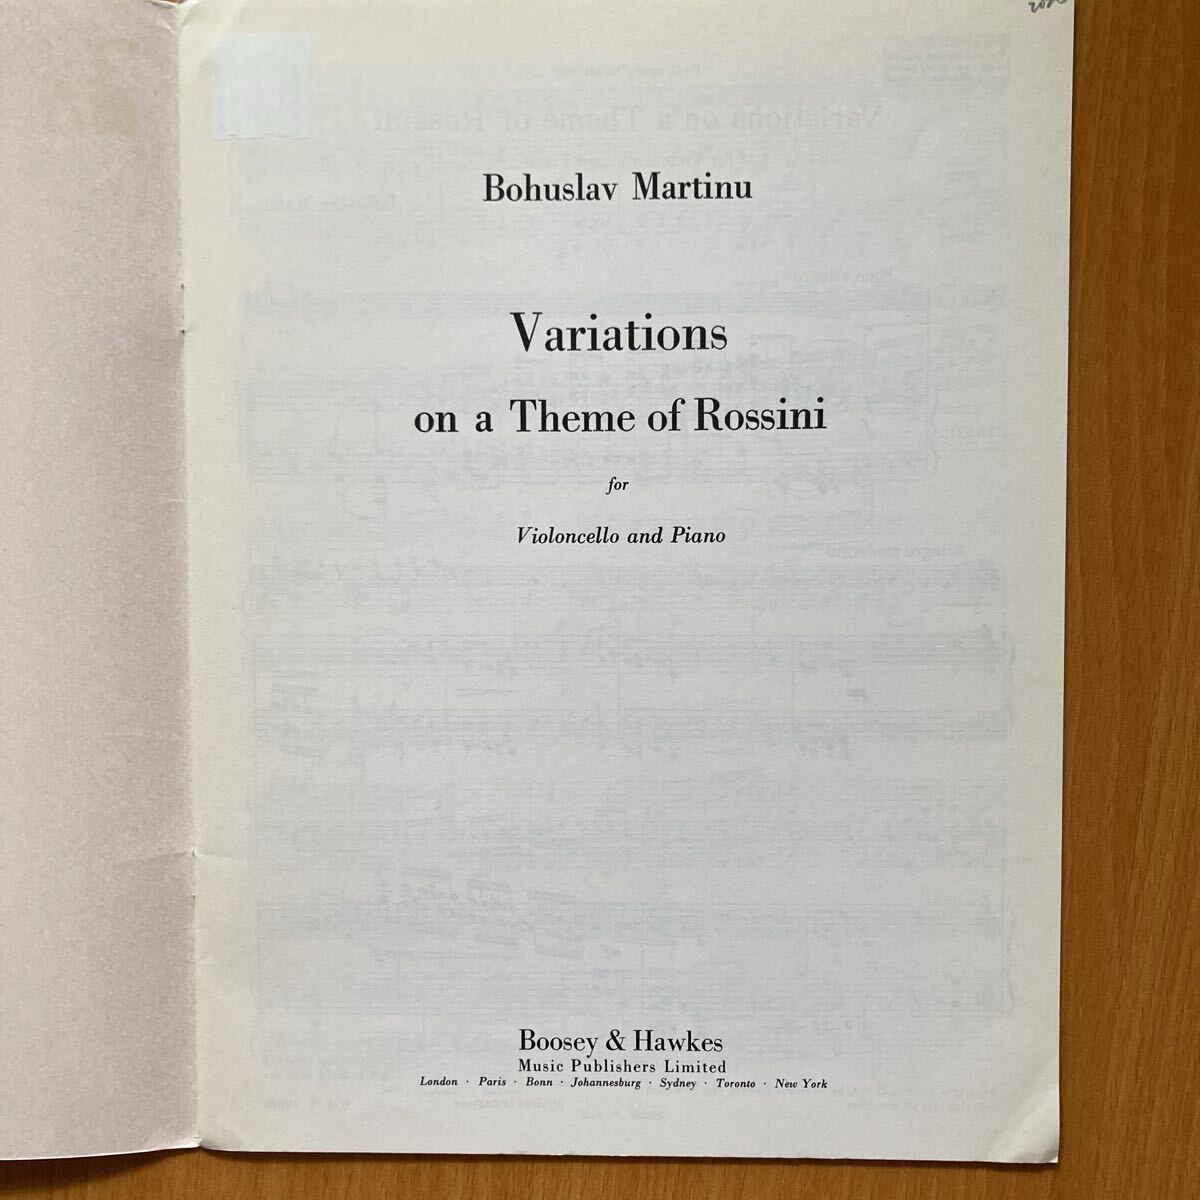 Bohuslav Martinu
Variations
on a Theme of Rossini
for
Violoncello and Piano
Boosey & Hawkes
Music Publishers Limited
London · Paris · Bonn · Johannesburg · Sydney · Toronto · New York